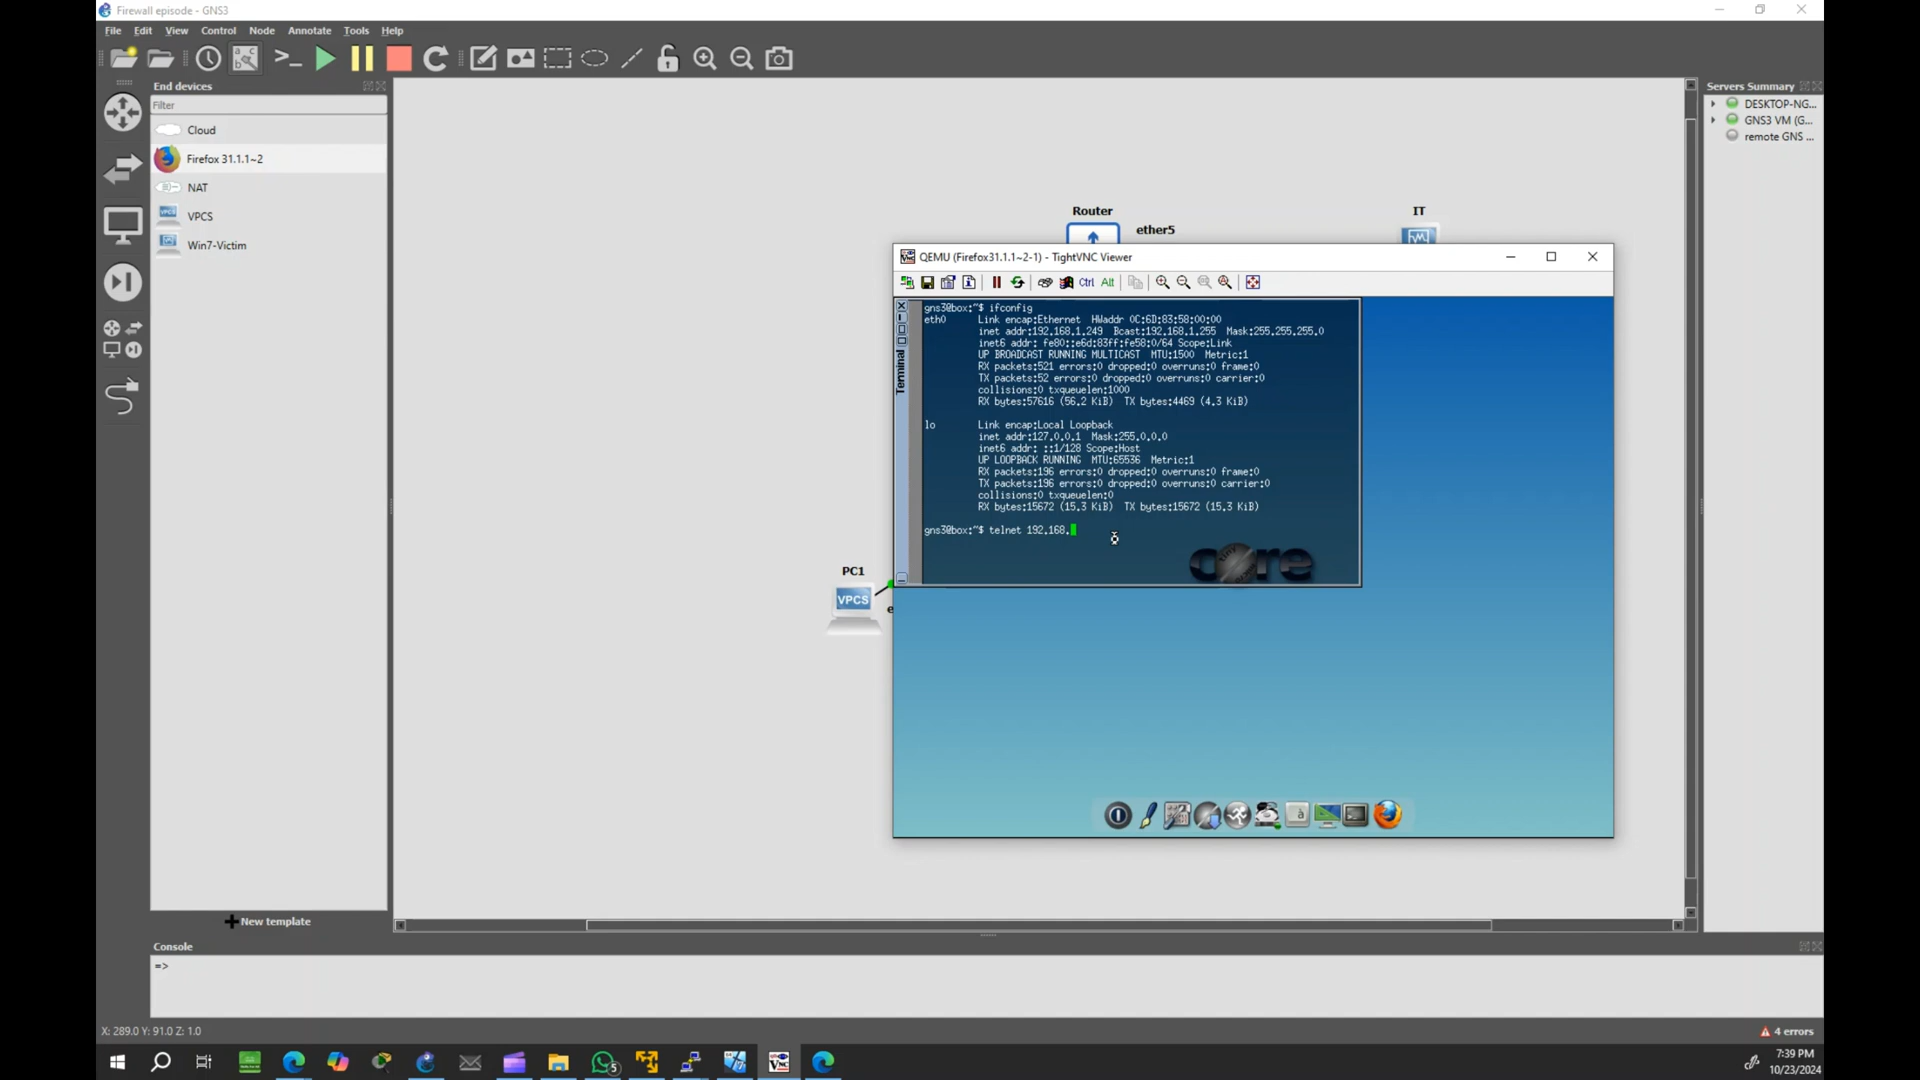 Firewall episode - GNS3
File Edit View Control Node Annotate Tools Help
End devices
Filter
Cloud
Firefox 31.1.1~2
NAT
VPCS
Win7-Victim
New template
Router
ether5
IT
PC1
VPCS
e
QEMU (Firefox31.1.1~2-1) - TightVNC Viewer
Ctrl Alt
Terminal
gns3@box:~$ ifconfig
eth0 Link encap:Ethernet HWaddr 0C:6D:83:58:00:00
inet addr:192.168.1.249 Bcast:192.168.1.255 Mask:255.255.255.0
inet6 addr: fe80::e6d:83ff:fe58:0/64 Scope:Link
UP BROADCAST RUNNING MULTICAST MTU:1500 Metric:1
RX packets:521 errors:0 dropped:0 overruns:0 frame:0
TX packets:52 errors:0 dropped:0 overruns:0 carrier:0
collisions:0 txqueuelen:1000
RX bytes:57616 (56.2 KiB) TX bytes:4469 (4.3 KiB)
lo Link encap:Local Loopback
inet addr:127.0.0.1 Mask:255.0.0.0
inet6 addr: ::1/128 Scope:Host
UP LOOPBACK RUNNING MTU:65536 Metric:1
RX packets:196 errors:0 dropped:0 overruns:0 frame:0
TX packets:196 errors:0 dropped:0 overruns:0 carrier:0
collisions:0 txqueuelen:0
RX bytes:15672 (15.3 KiB) TX bytes:15672 (15.3 KiB)
gns3@box:~$ telnet 192.168.
core
Servers Summary
DESKTOP-NG...
GNS3 VM (G...
remote GNS ...
Console
=>
X: 289.0 Y: 91.0 Z: 1.0
4 errors
5
7:39 PM
10/23/2024